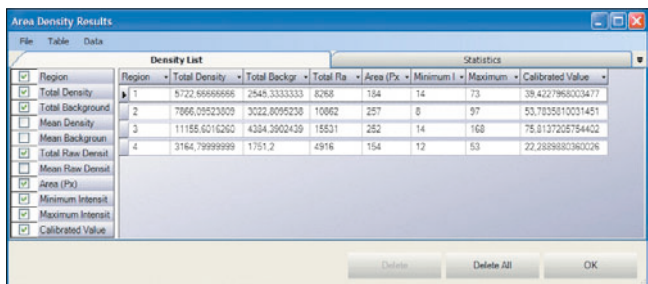 Area Density Results
File Table Data
Density List Statistics
Region
Total Density
Total Background
Mean Density
Mean Backgroun
Total Raw Densit
Mean Raw Densit
Area (Px)
Minimum Intensit
Maximum Intensit
Calibrated Value
Region Total Density Total Backgr Total Ra Area (Px Minimum I Maximum Calibrated Value
1 5722,66666666 2545,3333333 8268 184 14 73 39,4227968003477
2 7866,09523809 3022,8095238 10862 257 8 97 53,7835810031451
3 11155,6016260 4384,3902439 15531 252 14 168 75,8137205754402
4 3164,79999999 1751,2 4916 154 12 53 22,2889880360026
Delete Delete All OK